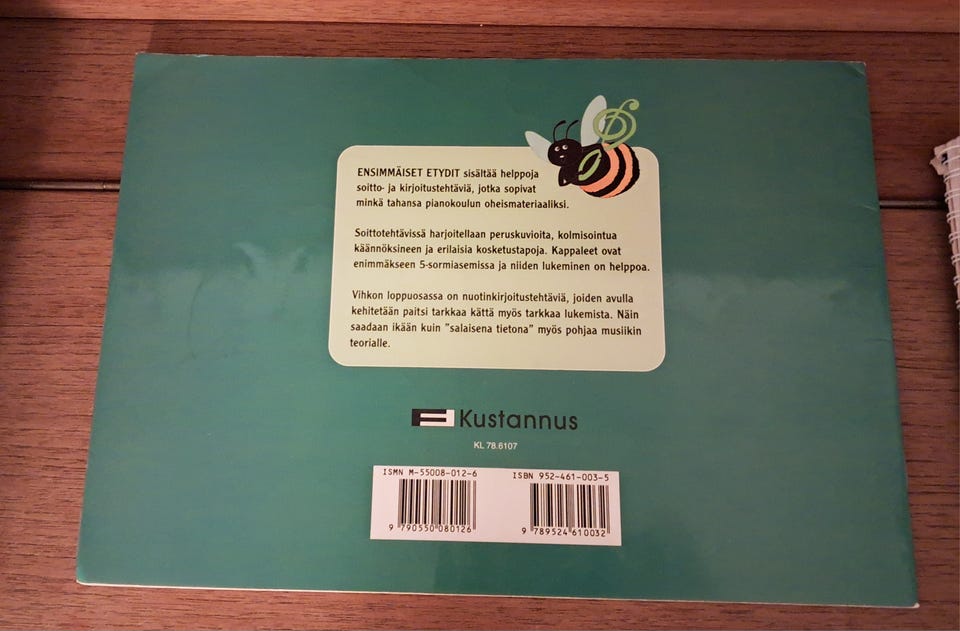 ENSIMMÄISET ETYDIT sisältää helppoja
soitto- ja kirjoitustehtäviä, jotka sopivat
minkä tahansa pianokoulun oheismateriaaliksi.
Soittotehtävissä harjoitellaan peruskuvioita, kolmisointua
käännöksineen ja erilaisia kosketustapoja. Kappaleet ovat
enimmäkseen 5-sormiasemissa ja niiden lukeminen on helppoa.
Vihkon loppuosassa on nuotinkirjoitustehtäviä, joiden avulla
kehitetään paitsi tarkkaa kättä myös tarkkaa lukemista. Näin
saadaan ikään kuin "salaisena tietona" myös pohjaa musiikin
teorialle.
Kustannus
KL 78.6107
ISMN M-55008-012-6
9 790550 080126
ISBN 952-461-003-5
9 789524 610032